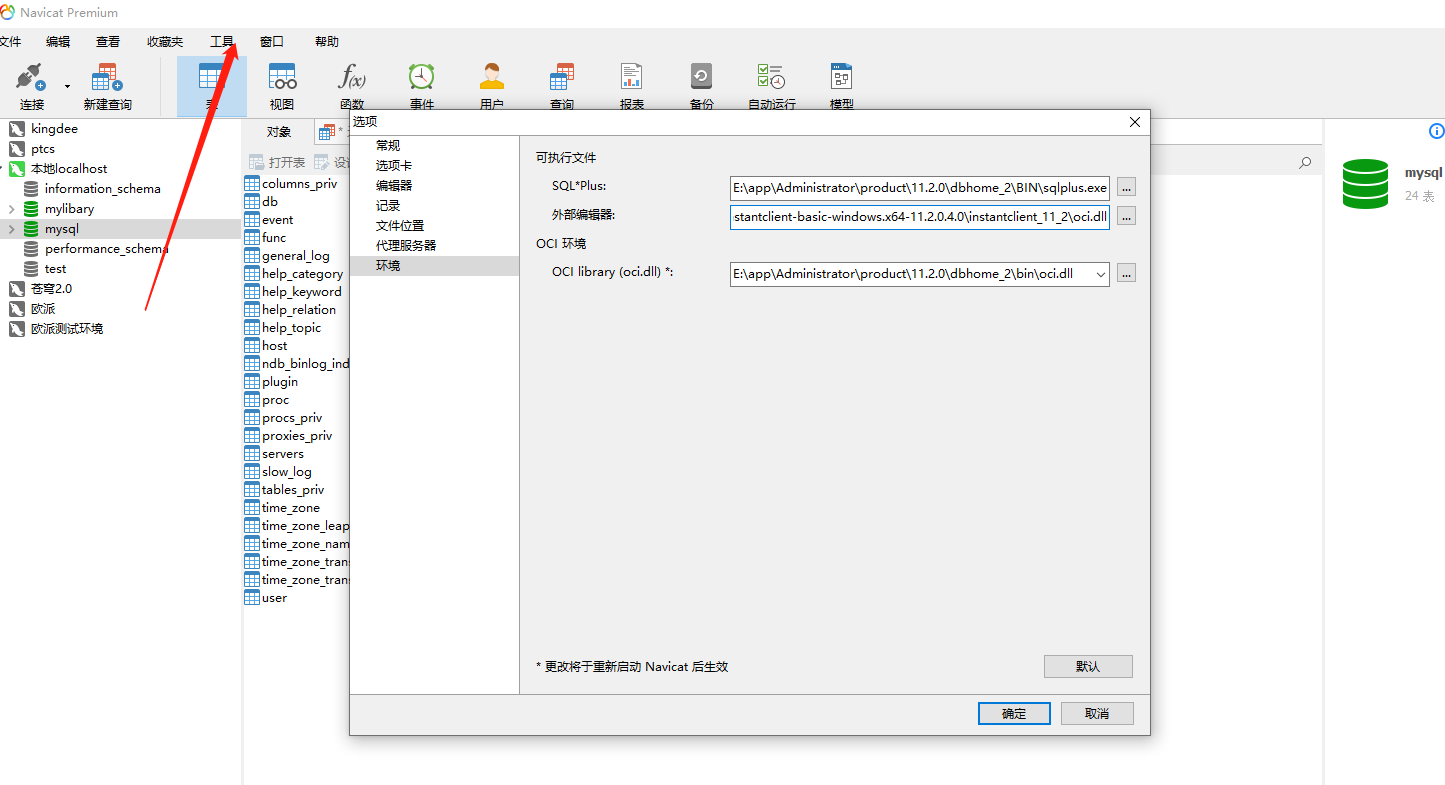 Navicat Premium
文件 编辑 查看 收藏夹 工具 窗口 帮助
连接 新建查询 表 视图 函数 事件 用户 查询 报表 备份 自动运行 模型
kingdee
ptcs
本地localhost
information_schema
mylibary
mysql
performance_schema
test
苍穹2.0
欧派
欧派测试环境
对象 *
打开表 设
columns_priv
db
event
func
general_log
help_category
help_keyword
help_relation
help_topic
host
ndb_binlog_ind
plugin
proc
procs_priv
proxies_priv
servers
slow_log
tables_priv
time_zone
time_zone_leap
time_zone_nam
time_zone_tran
time_zone_tran
user
选项
常规
选项卡
编辑器
记录
文件位置
代理服务器
环境
可执行文件
SQL*Plus: E:\app\Administrator\product\11.2.0\dbhome_2\BIN\sqlplus.exe ...
外部编辑器: stantclient-basic-windows.x64-11.2.0.4.0\instantclient_11_2\oci.dll ...
OCI 环境
OCI library (oci.dll) *: E:\app\Administrator\product\11.2.0\dbhome_2\bin\oci.dll ...
* 更改将于重新启动 Navicat 后生效
默认
确定 取消
mysql
24 表